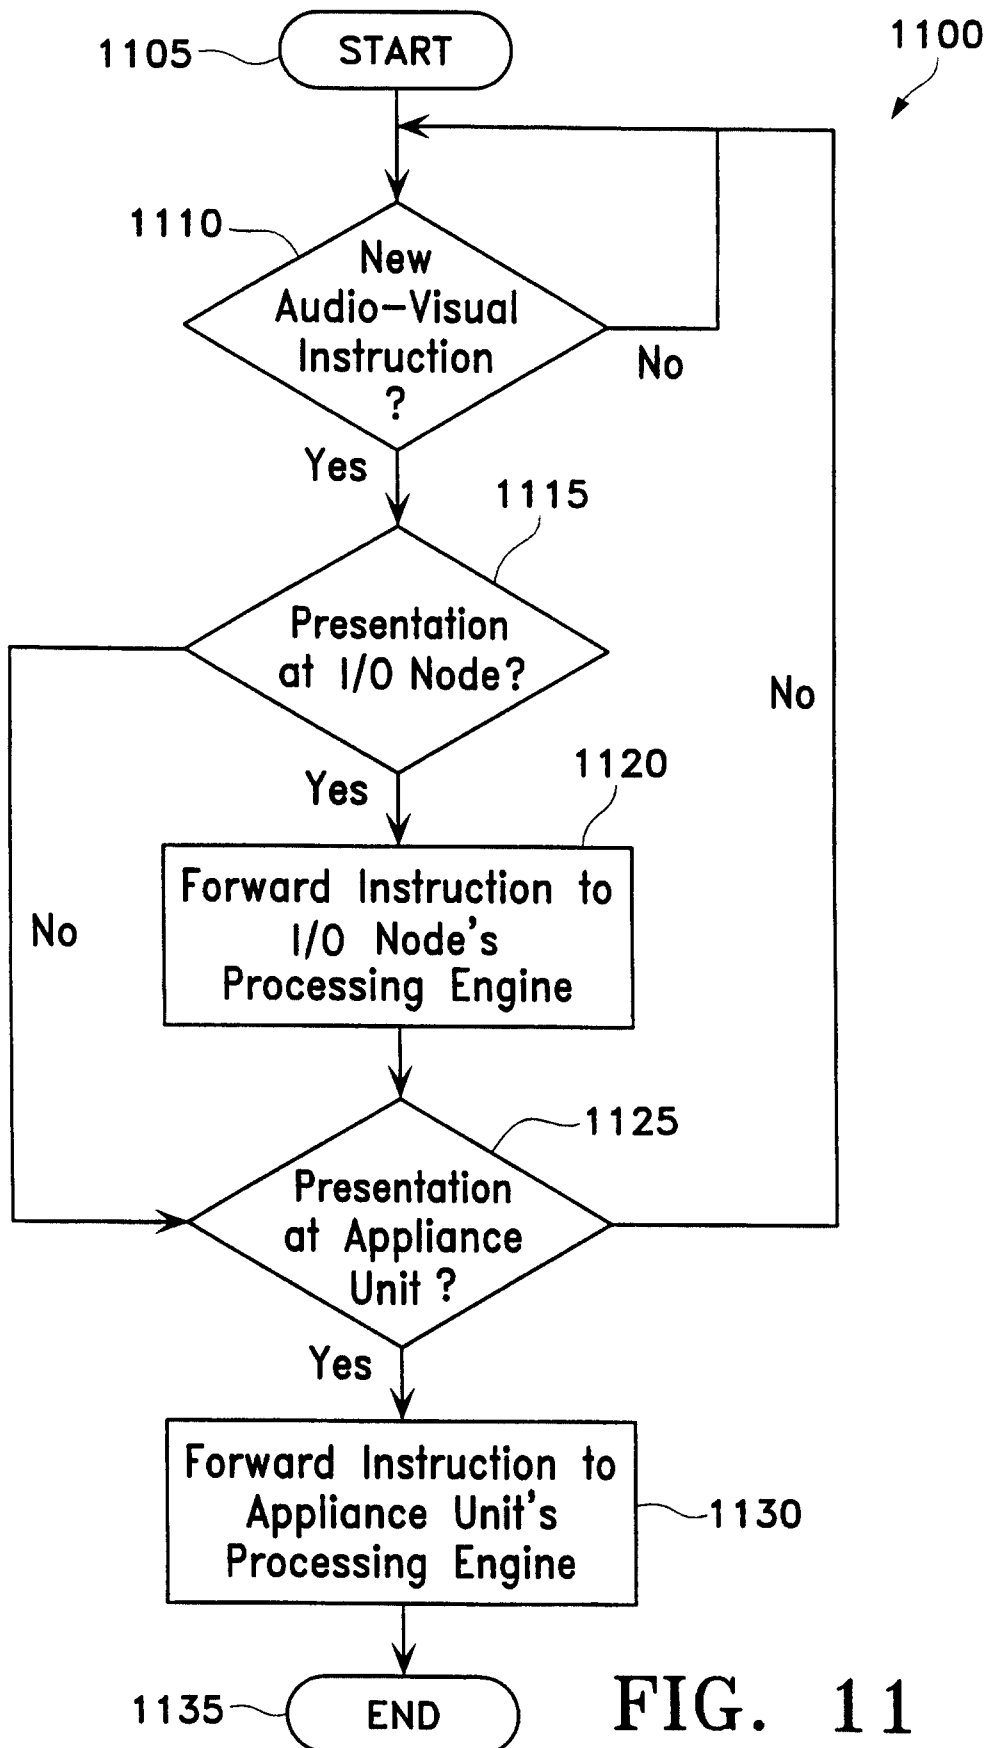 1100
1105
START
1110
New
Audio-Visual
Instruction
?
No
Yes
1115
Presentation
at I/O Node?
No
Yes
1120
Forward Instruction to
I/O Node's
Processing Engine
No
1125
Presentation
at Appliance
Unit ?
Yes
Forward Instruction to
Appliance Unit's
Processing Engine
1130
1135
END
FIG. 11